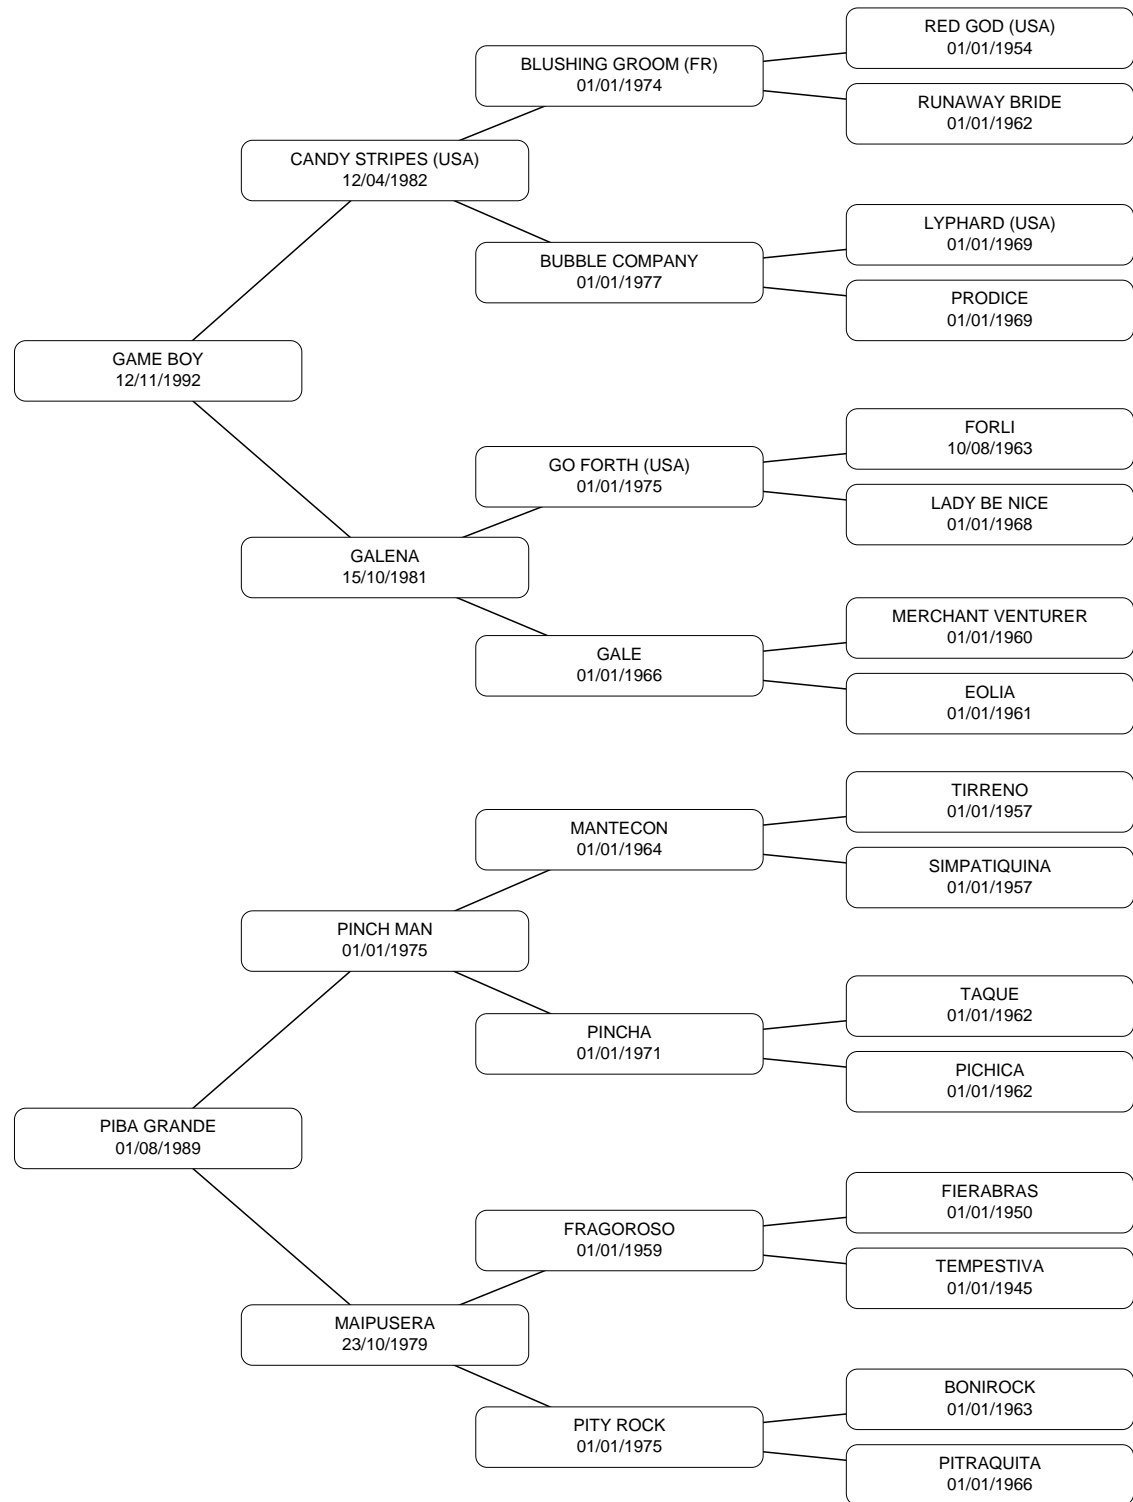 RED GOD (USA)
01/01/1954
BLUSHING GROOM (FR)
01/01/1974
RUNAWAY BRIDE
01/01/1962
CANDY STRIPES (USA)
12/04/1982
LYPHARD (USA)
01/01/1969
BUBBLE COMPANY
01/01/1977
PRODICE
01/01/1969
GAME BOY
12/11/1992
FORLI
10/08/1963
GO FORTH (USA)
01/01/1975
LADY BE NICE
01/01/1968
GALENA
15/10/1981
MERCHANT VENTURER
01/01/1960
GALE
01/01/1966
EOLIA
01/01/1961
TIRRENO
01/01/1957
MANTECON
01/01/1964
SIMPATIQUINA
01/01/1957
PINCH MAN
01/01/1975
TAQUE
01/01/1962
PINCHA
01/01/1971
PICHICA
01/01/1962
PIBA GRANDE
01/08/1989
FIERABRAS
01/01/1950
FRAGOROSO
01/01/1959
TEMPESTIVA
01/01/1945
MAIPUSERA
23/10/1979
BONIROCK
01/01/1963
PITY ROCK
01/01/1975
PITRAQUITA
01/01/1966